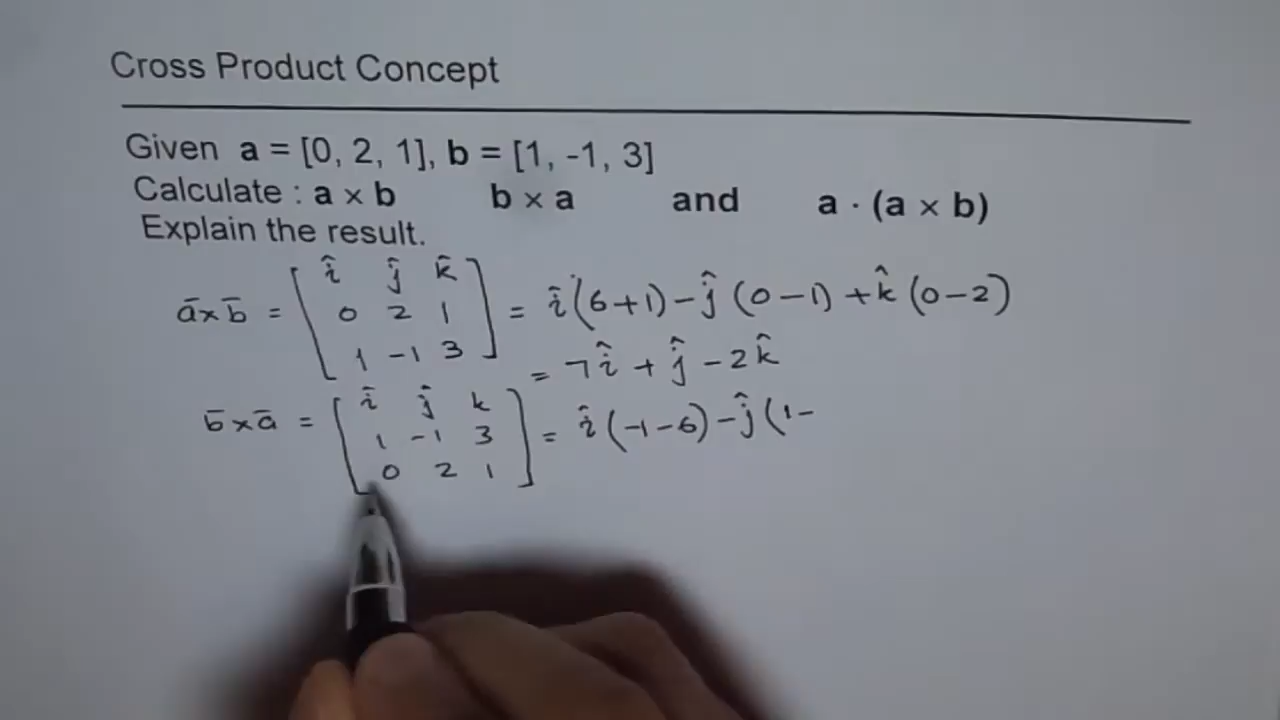 Cross Product Concept
Given a = [0, 2, 1], b = [1, -1, 3]
Calculate : a × b b × a and a · (a × b)
Explain the result.
î ĵ k̂
a̅ × b̅ = 0 2 1 = î(6+1) - ĵ(0-1) + k̂(0-2)
1 -1 3
= 7î + ĵ - 2k̂
î ĵ k
b̅ × a̅ = 1 -1 3 = î(-1-6) - ĵ(1-
0 2 1